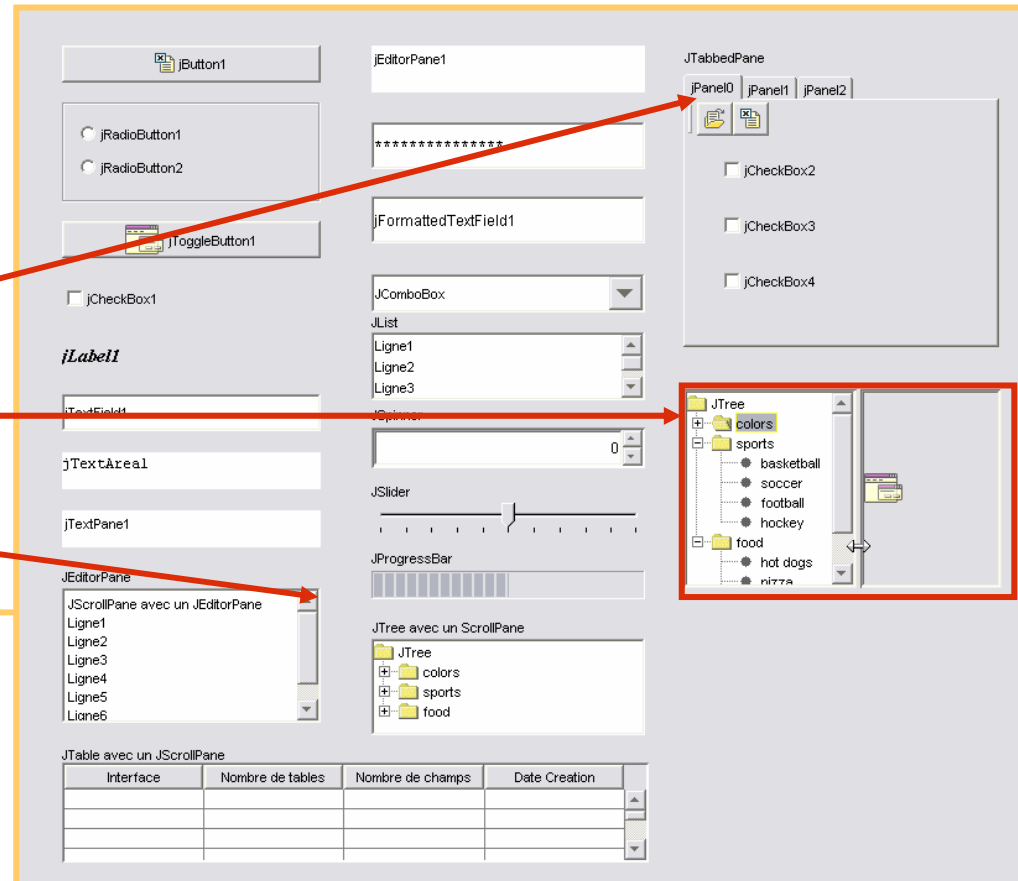 jButton1
jRadioButton1
jRadioButton2
jToggleButton1
jCheckBox1
jLabel1
jTextField1
jTextArea1
jTextPane1
JEditorPane
JScrollPane avec un JEditorPane
Ligne1
Ligne2
Ligne3
Ligne4
Ligne5
Ligne6
jEditorPane1
***************
jFormattedTextField1
JComboBox
JList
Ligne1
Ligne2
Ligne3
JSpinner
0
JSlider
JProgressBar
JTree avec un ScrollPane
JTree
colors
sports
food
JTabbedPane
jPanel0 jPanel1 jPanel2
jCheckBox2
jCheckBox3
jCheckBox4
JTree
colors
sports
basketball
soccer
football
hockey
food
hot dogs
pizza
JTable avec un JScrollPane
Interface Nombre de tables Nombre de champs Date Creation